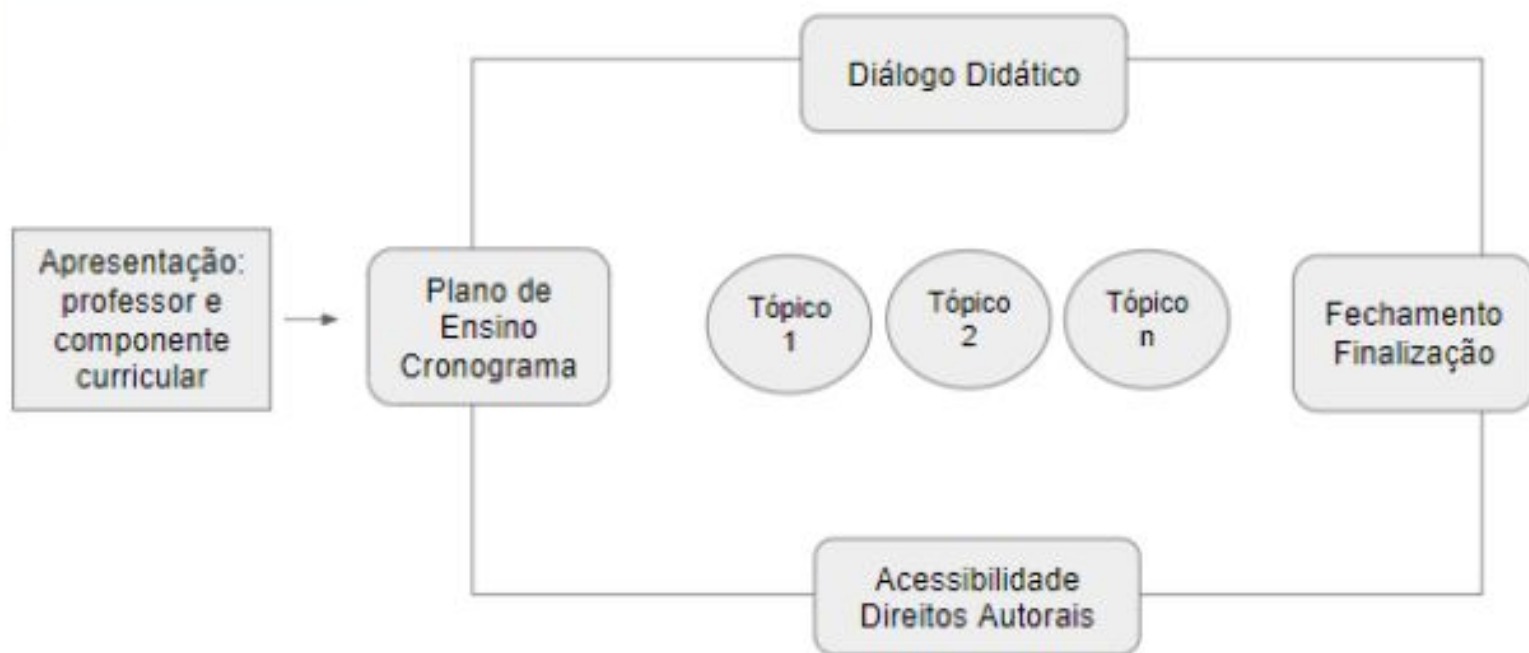 Diálogo Didático
Apresentação:
professor e
componente
curricular
Plano de
Ensino
Cronograma
Tópico
1
Tópico
2
Tópico
n
Fechamento
Finalização
Acessibilidade
Direitos Autorais